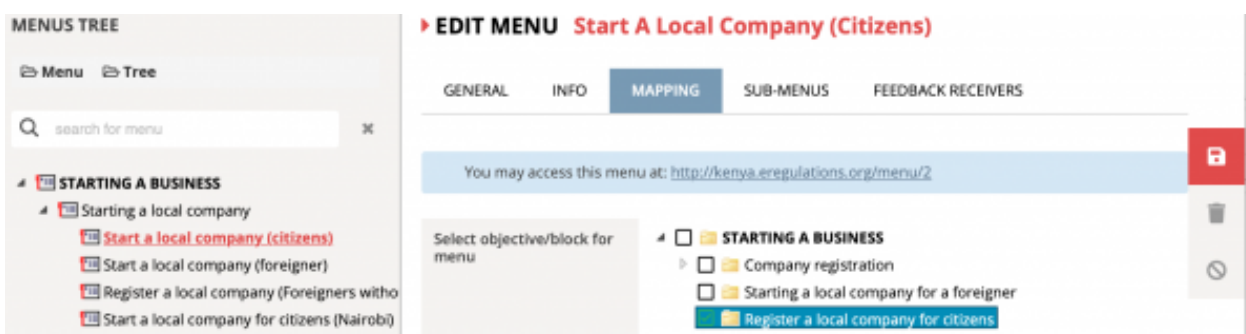 MENUS TREE
Menu Tree
search for menu
STARTING A BUSINESS
Starting a local company
Start a local company (citizens)
Start a local company (foreigner)
Register a local company (Foreigners witho
Start a local company for citizens (Nairobi)
EDIT MENU Start A Local Company (Citizens)
GENERAL INFO MAPPING SUB-MENUS FEEDBACK RECEIVERS
You may access this menu at: http://kenya.eregulations.org/menu/2
Select objective/block for
menu
STARTING A BUSINESS
Company registration
Starting a local company for a foreigner
Register a local company for citizens